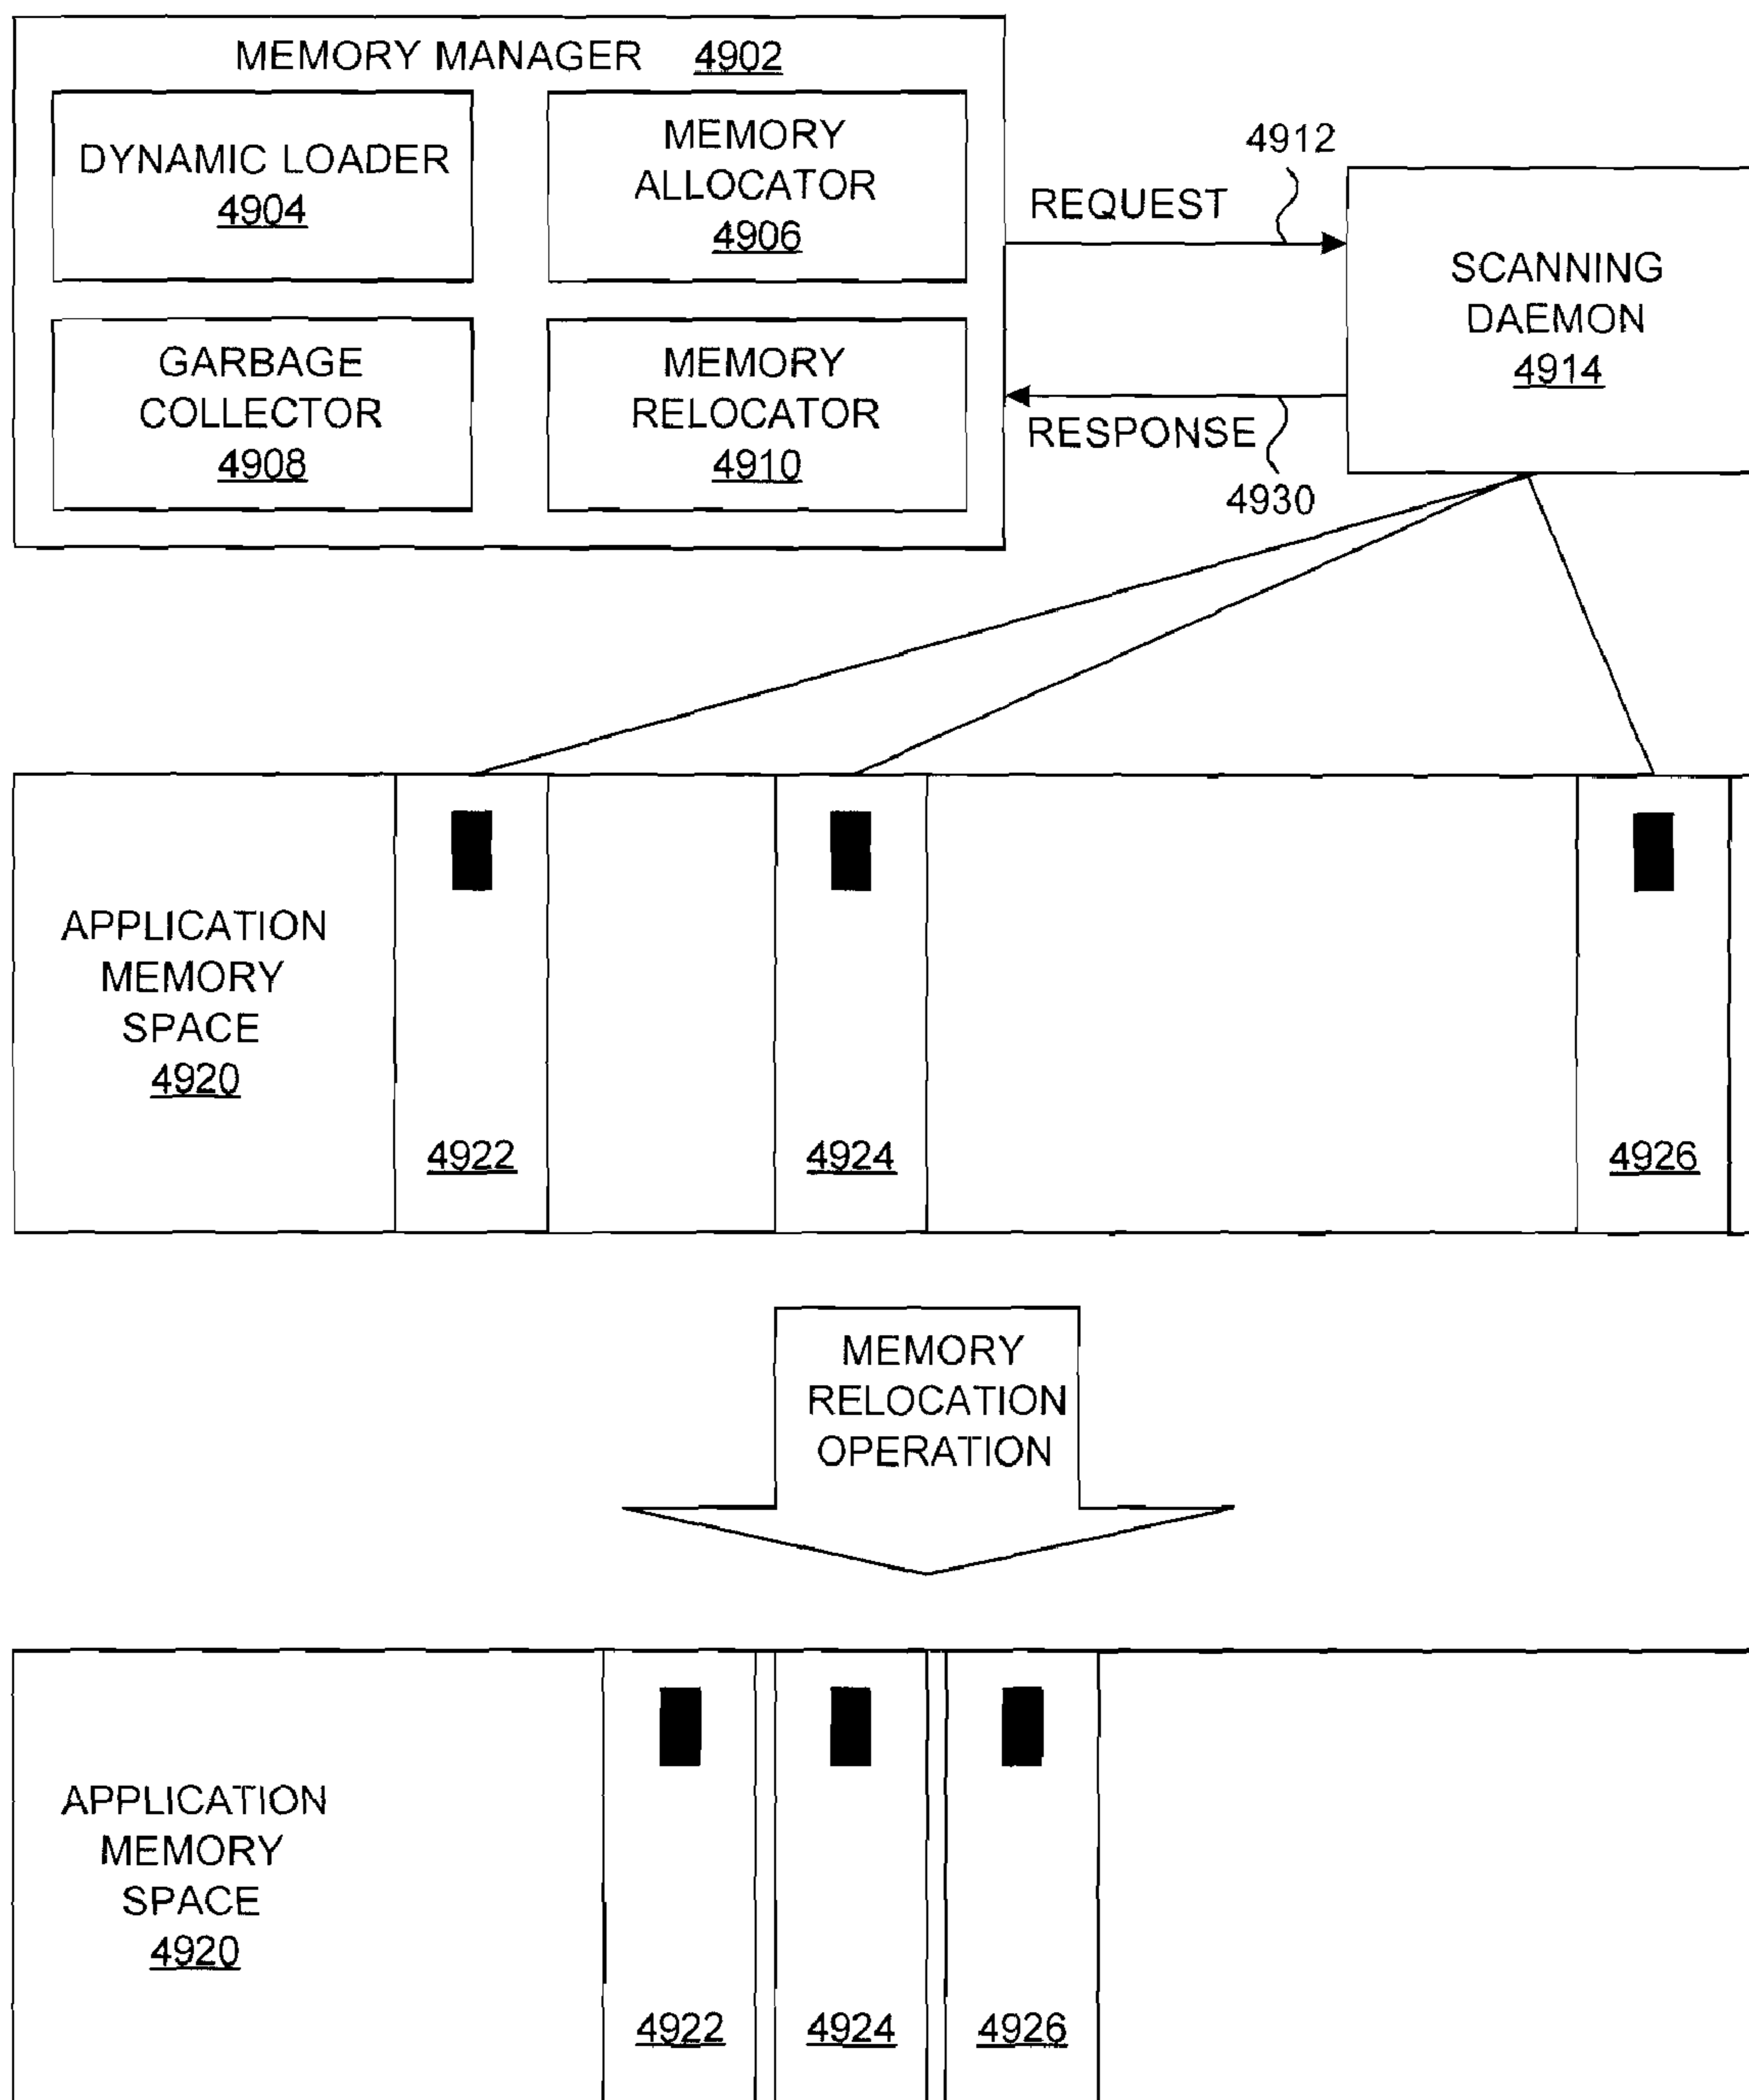 MEMORY MANAGER 4902
DYNAMIC LOADER
4904
MEMORY
ALLOCATOR
4906
GARBAGE
COLLECTOR
4908
MEMORY
RELOCATOR
4910
4912
REQUEST
RESPONSE
4930
SCANNING
DAEMON
4914
APPLICATION
MEMORY
SPACE
4920
4922
4924
4926
MEMORY
RELOCATION
OPERATION
APPLICATION
MEMORY
SPACE
4920
4922
4924
4926